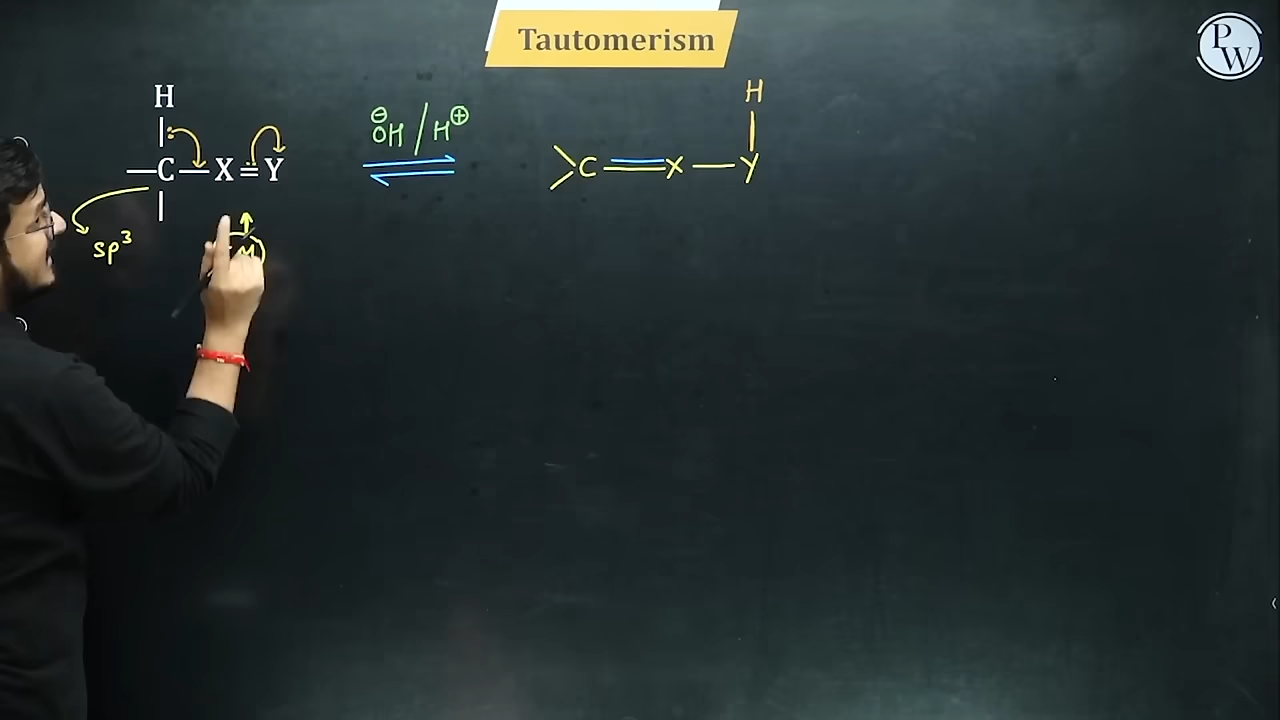 Tautomerism
PW
H
—C—X=Y
sp³
⊖OH / H⊕
⇌
H
>C=X—Y